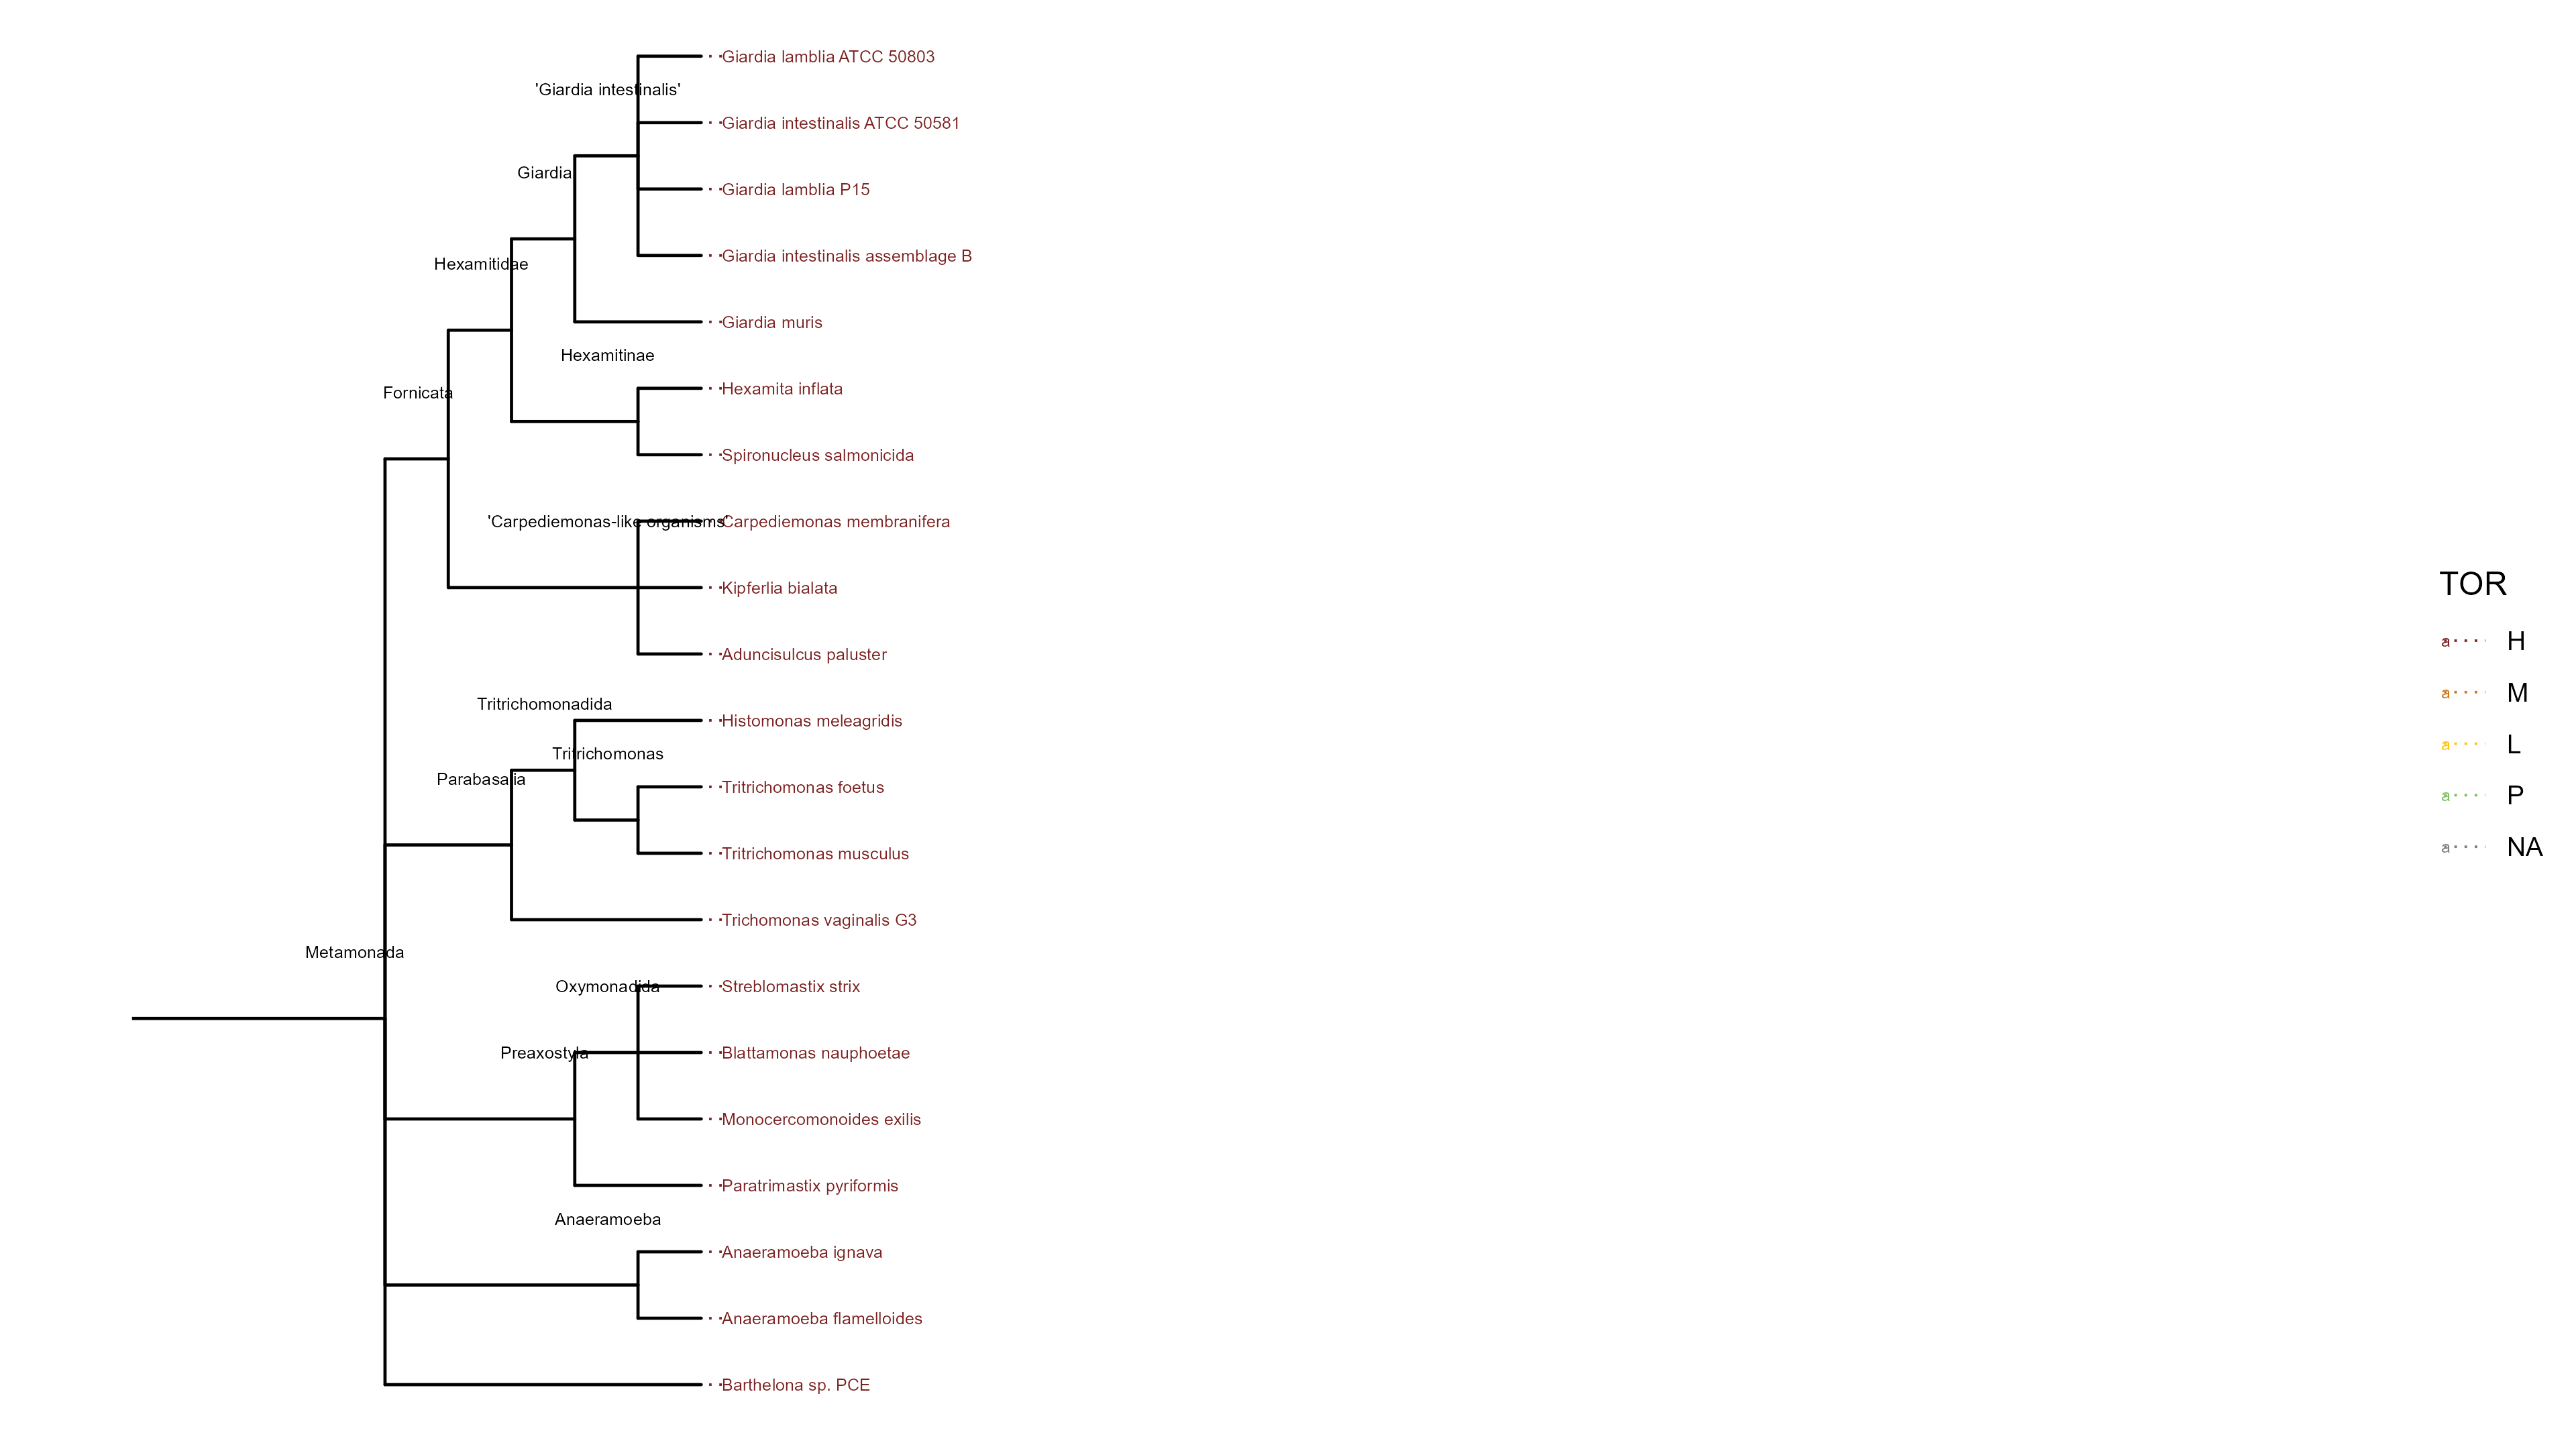 Giardia lamblia ATCC 50803
'Giardia intestinalis'
Giardia intestinalis ATCC 50581
Giardia
Giardia lamblia P15
Hexamitidae
Giardia intestinalis assemblage B
Giardia muris
Hexamitinae
Fornicata
Hexamita inflata
Spironucleus salmonicida
'Carpediemonas-like organisms'
Carpediemonas membranifera
Kipferlia bialata
Aduncisulcus paluster
Tritrichomonadida
Histomonas meleagridis
Tritrichomonas
Parabasalia
Tritrichomonas foetus
Tritrichomonas musculus
Trichomonas vaginalis G3
Metamonada
Oxymonadida
Streblomastix strix
Preaxostyla
Blattamonas nauphoetae
Monocercomonoides exilis
Paratrimastix pyriformis
Anaeramoeba
Anaeramoeba ignava
Anaeramoeba flamelloides
Barthelona sp. PCE
TOR
a H
a M
a L
a P
a NA